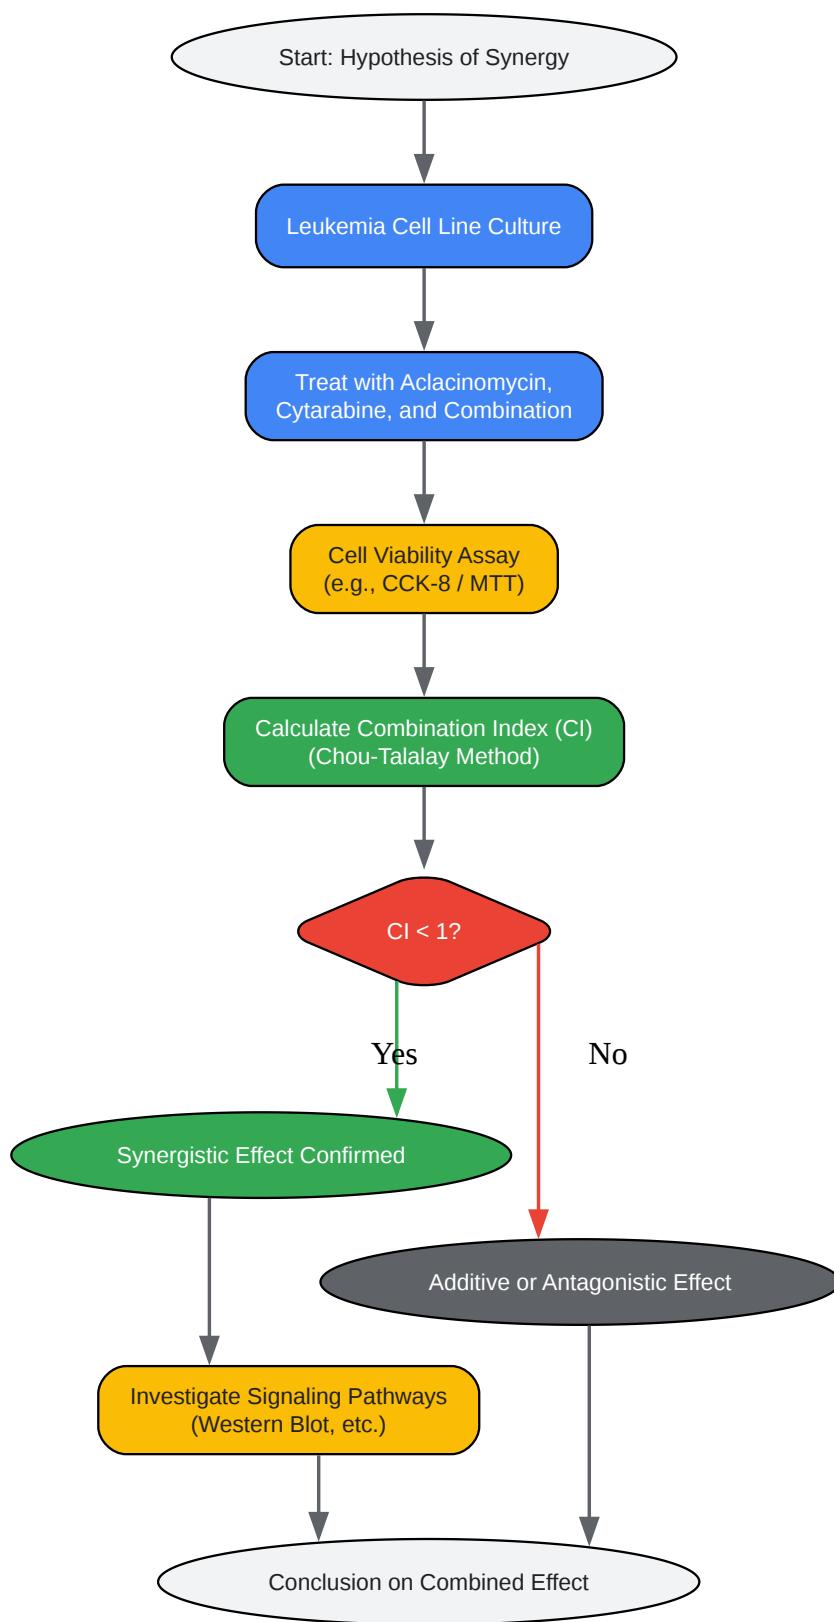 Start: Hypothesis of Synergy
Leukemia Cell Line Culture
Treat with Aclacinomycin,
Cytarabine, and Combination
Cell Viability Assay
(e.g., CCK-8 / MTT)
Calculate Combination Index (CI)
(Chou-Talalay Method)
CI < 1?
Yes
No
Synergistic Effect Confirmed
Additive or Antagonistic Effect
Investigate Signaling Pathways
(Western Blot, etc.)
Conclusion on Combined Effect